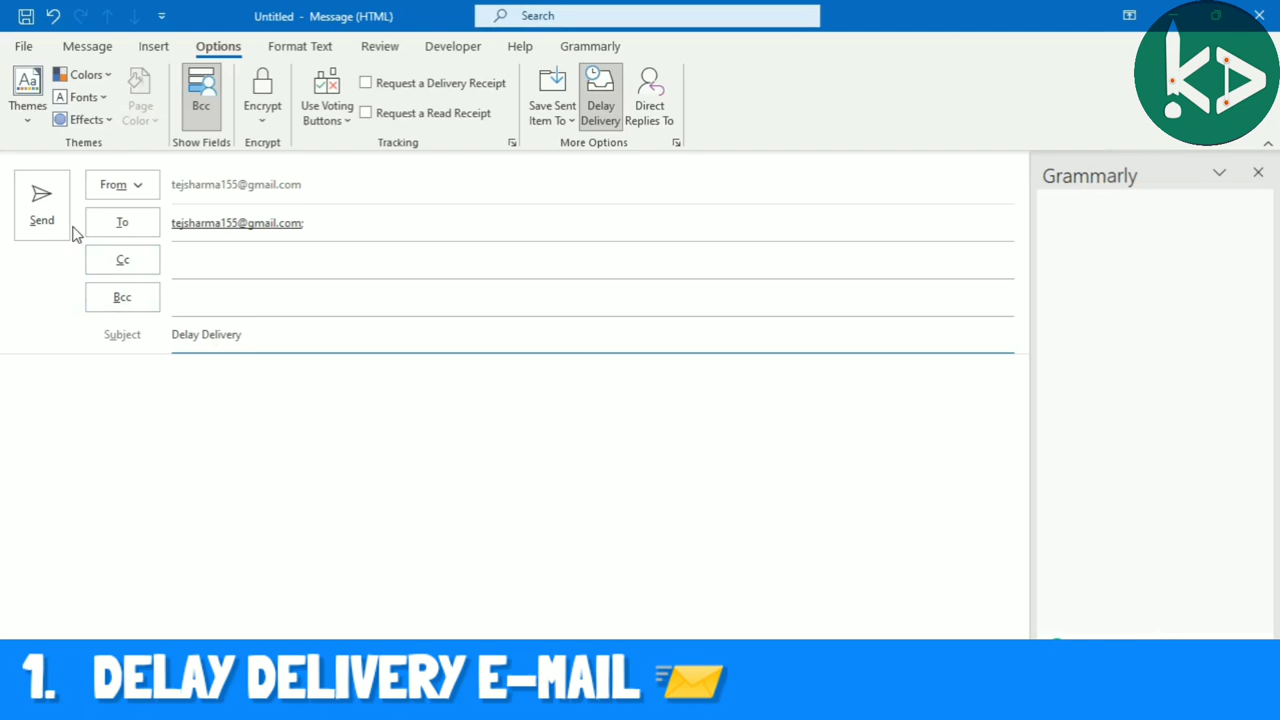 Untitled - Message (HTML)
Search
File Message Insert Options Format Text Review Developer Help Grammarly
Themes
Colors
Fonts
Effects
Page Color
Themes
Bcc
Show Fields
Encrypt
Encrypt
Use Voting Buttons
Request a Delivery Receipt
Request a Read Receipt
Tracking
Save Sent Item To
Delay Delivery
Direct Replies To
More Options
Send
From
tejsharma155@gmail.com
To
tejsharma155@gmail.com;
Cc
Bcc
Subject
Delay Delivery
Grammarly
1. DELAY DELIVERY E-MAIL